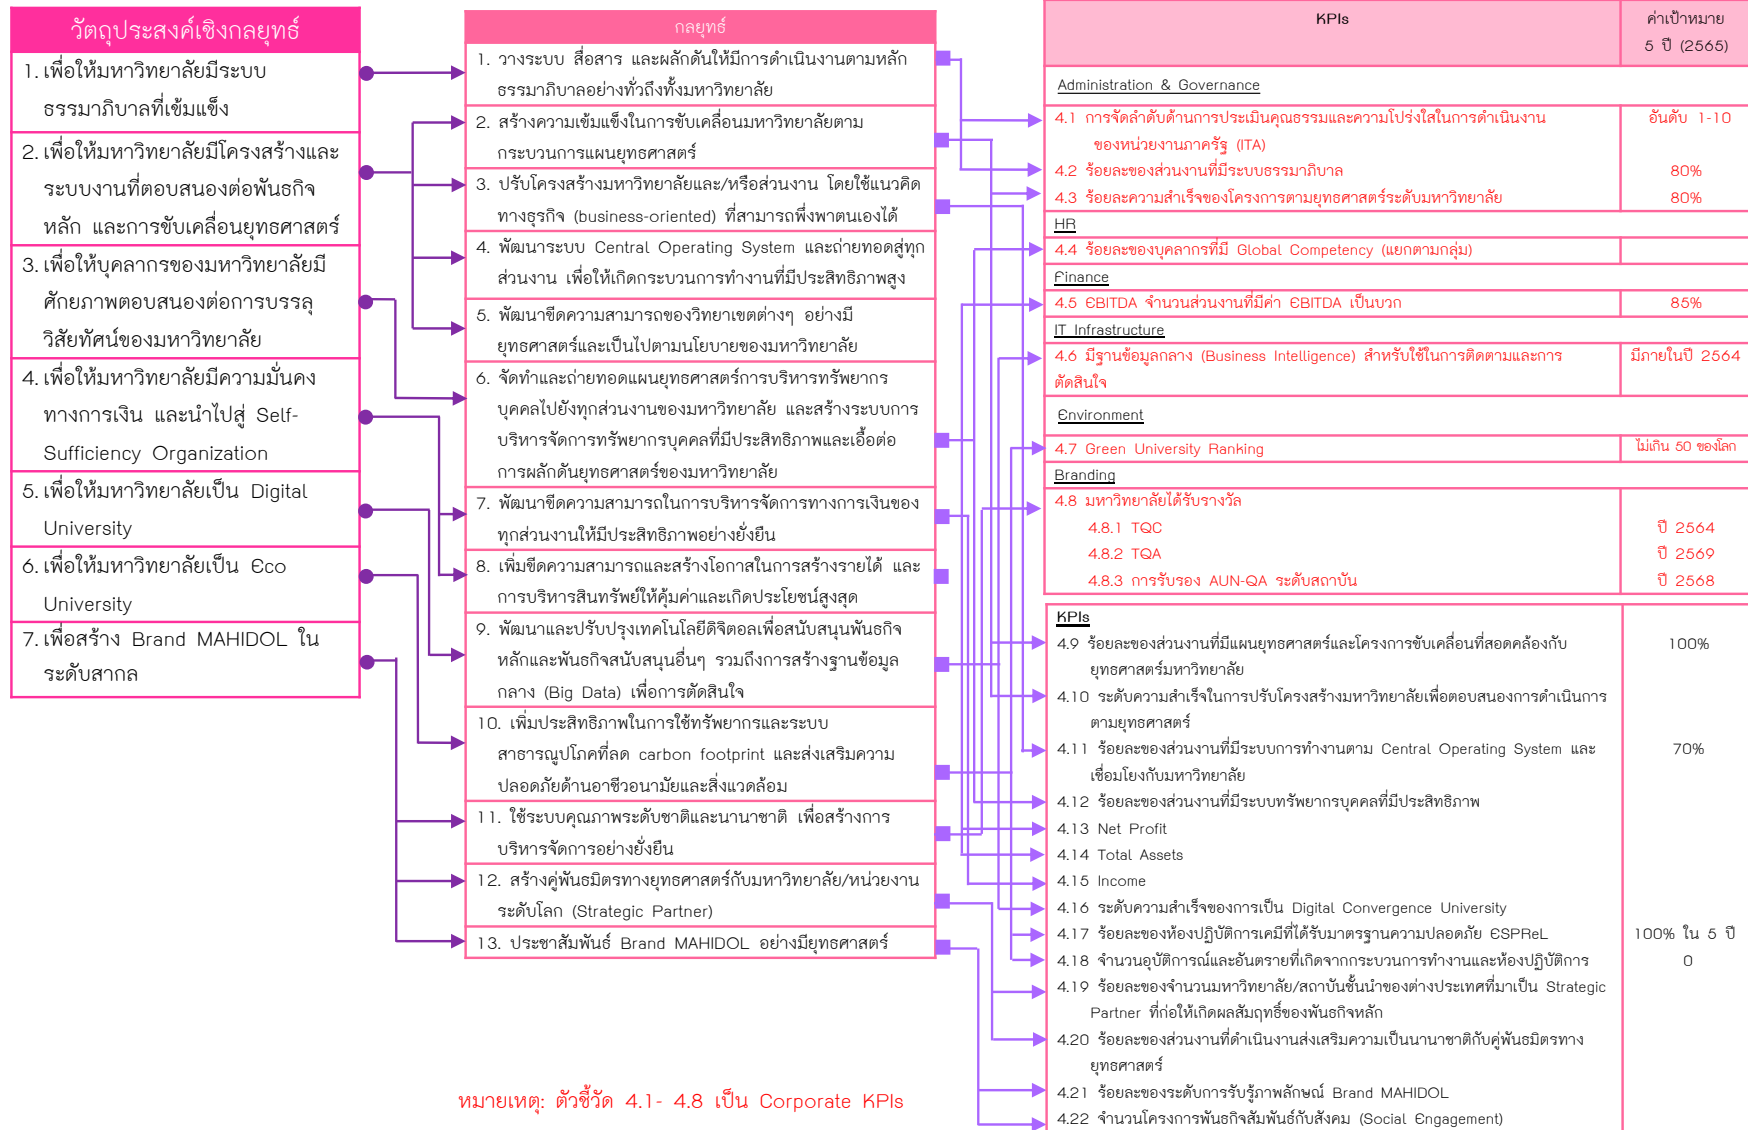 วัตถุประสงค์เชิงกลยุทธ์
1. เพื่อให้มหาวิทยาลัยมีระบบ
ธรรมาภิบาลที่เข้มแข็ง
2. เพื่อให้มหาวิทยาลัยมีโครงสร้างและ
ระบบงานที่ตอบสนองต่อพันธกิจ
หลัก และการขับเคลื่อนยุทธศาสตร์
3. เพื่อให้บุคลากรของมหาวิทยาลัยมี
ศักยภาพตอบสนองต่อการบรรลุ
วิสัยทัศน์ของมหาวิทยาลัย
4. เพื่อให้มหาวิทยาลัยมีความมั่นคง
ทางการเงิน และนำไปสู่ Self-
Sufficiency Organization
5. เพื่อให้มหาวิทยาลัยเป็น Digital
University
6. เพื่อให้มหาวิทยาลัยเป็น Eco
University
7. เพื่อสร้าง Brand MAHIDOL ใน
ระดับสากล
กลยุทธ์
1. วางระบบ สื่อสาร และผลักดันให้มีการดำเนินงานตามหลัก
ธรรมาภิบาลอย่างทั่วถึงทั้งมหาวิทยาลัย
2. สร้างความเข้มแข็งในการขับเคลื่อนมหาวิทยาลัยตาม
กระบวนการแผนยุทธศาสตร์
3. ปรับโครงสร้างมหาวิทยาลัยและ/หรือส่วนงาน โดยใช้แนวคิด
ทางธุรกิจ (business-oriented) ที่สามารถพึ่งพาตนเองได้
4. พัฒนาระบบ Central Operating System และถ่ายทอดสู่ทุก
ส่วนงาน เพื่อให้เกิดกระบวนการทำงานที่มีประสิทธิภาพสูง
5. พัฒนาขีดความสามารถของวิทยาเขตต่างๆ อย่างมี
ยุทธศาสตร์และเป็นไปตามนโยบายของมหาวิทยาลัย
6. จัดทำและถ่ายทอดแผนยุทธศาสตร์การบริหารทรัพยากร
บุคคลไปยังทุกส่วนงานของมหาวิทยาลัย และสร้างระบบการ
บริหารจัดการทรัพยากรบุคคลที่มีประสิทธิภาพและเอื้อต่อ
การผลักดันยุทธศาสตร์ของมหาวิทยาลัย
7. พัฒนาขีดความสามารถในการบริหารจัดการทางการเงินของ
ทุกส่วนงานให้มีประสิทธิภาพอย่างยั่งยืน
8. เพิ่มขีดความสามารถและสร้างโอกาสในการสร้างรายได้ และ
การบริหารสินทรัพย์ให้คุ้มค่าและเกิดประโยชน์สูงสุด
9. พัฒนาและปรับปรุงเทคโนโลยีดิจิตอลเพื่อสนับสนุนพันธกิจ
หลักและพันธกิจสนับสนุนอื่นๆ รวมถึงการสร้างฐานข้อมูล
กลาง (Big Data) เพื่อการตัดสินใจ
10. เพิ่มประสิทธิภาพในการใช้ทรัพยากรและระบบ
สาธารณูปโภคที่ลด carbon footprint และส่งเสริมความ
ปลอดภัยด้านอาชีวอนามัยและสิ่งแวดล้อม
11. ใช้ระบบคุณภาพระดับชาติและนานาชาติ เพื่อสร้างการ
บริหารจัดการอย่างยั่งยืน
12. สร้างคู่พันธมิตรทางยุทธศาสตร์กับมหาวิทยาลัย/หน่วยงาน
ระดับโลก (Strategic Partner)
13. ประชาสัมพันธ์ Brand MAHIDOL อย่างมียุทธศาสตร์
หมายเหตุ: ตัวชี้วัด 4.1- 4.8 เป็น Corporate KPIs
KPIs ค่าเป้าหมาย
5 ปี (2565)
Administration & Governance
4.1 การจัดลำดับด้านการประเมินคุณธรรมและความโปร่งใสในการดำเนินงาน อันดับ 1-10
ของหน่วยงานภาครัฐ (ITA)
4.2 ร้อยละของส่วนงานที่มีระบบธรรมาภิบาล 80%
4.3 ร้อยละความสำเร็จของโครงการตามยุทธศาสตร์ระดับมหาวิทยาลัย 80%
HR
4.4 ร้อยละของบุคลากรที่มี Global Competency (แยกตามกลุ่ม)
Finance
4.5 EBITDA จำนวนส่วนงานที่มีค่า EBITDA เป็นบวก 85%
IT Infrastructure
4.6 มีฐานข้อมูลกลาง (Business Intelligence) สำหรับใช้ในการติดตามและการ มีภายในปี 2564
ตัดสินใจ
Environment
4.7 Green University Ranking ไม่เกิน 50 ของโลก
Branding
4.8 มหาวิทยาลัยได้รับรางวัล
4.8.1 TQC ปี 2564
4.8.2 TQA ปี 2569
4.8.3 การรับรอง AUN-QA ระดับสถาบัน ปี 2568
KPIs
4.9 ร้อยละของส่วนงานที่มีแผนยุทธศาสตร์และโครงการขับเคลื่อนที่สอดคล้องกับ 100%
ยุทธศาสตร์มหาวิทยาลัย
4.10 ระดับความสำเร็จในการปรับโครงสร้างมหาวิทยาลัยเพื่อตอบสนองการดำเนินการ
ตามยุทธศาสตร์
4.11 ร้อยละของส่วนงานที่มีระบบการทำงานตาม Central Operating System และ 70%
เชื่อมโยงกับมหาวิทยาลัย
4.12 ร้อยละของส่วนงานที่มีระบบทรัพยากรบุคคลที่มีประสิทธิภาพ
4.13 Net Profit
4.14 Total Assets
4.15 Income
4.16 ระดับความสำเร็จของการเป็น Digital Convergence University
4.17 ร้อยละของห้องปฏิบัติการเคมีที่ได้รับมาตรฐานความปลอดภัย ESPReL 100% ใน 5 ปี
4.18 จำนวนอุบัติการณ์และอันตรายที่เกิดจากกระบวนการทำงานและห้องปฏิบัติการ 0
4.19 ร้อยละของจำนวนมหาวิทยาลัย/สถาบันชั้นนำของต่างประเทศที่มาเป็น Strategic
Partner ที่ก่อให้เกิดผลสัมฤทธิ์ของพันธกิจหลัก
4.20 ร้อยละของส่วนงานที่ดำเนินงานส่งเสริมความเป็นนานาชาติกับคู่พันธมิตรทาง
ยุทธศาสตร์
4.21 ร้อยละของระดับการรับรู้ภาพลักษณ์ Brand MAHIDOL
4.22 จำนวนโครงการพันธกิจสัมพันธ์กับสังคม (Social Engagement)